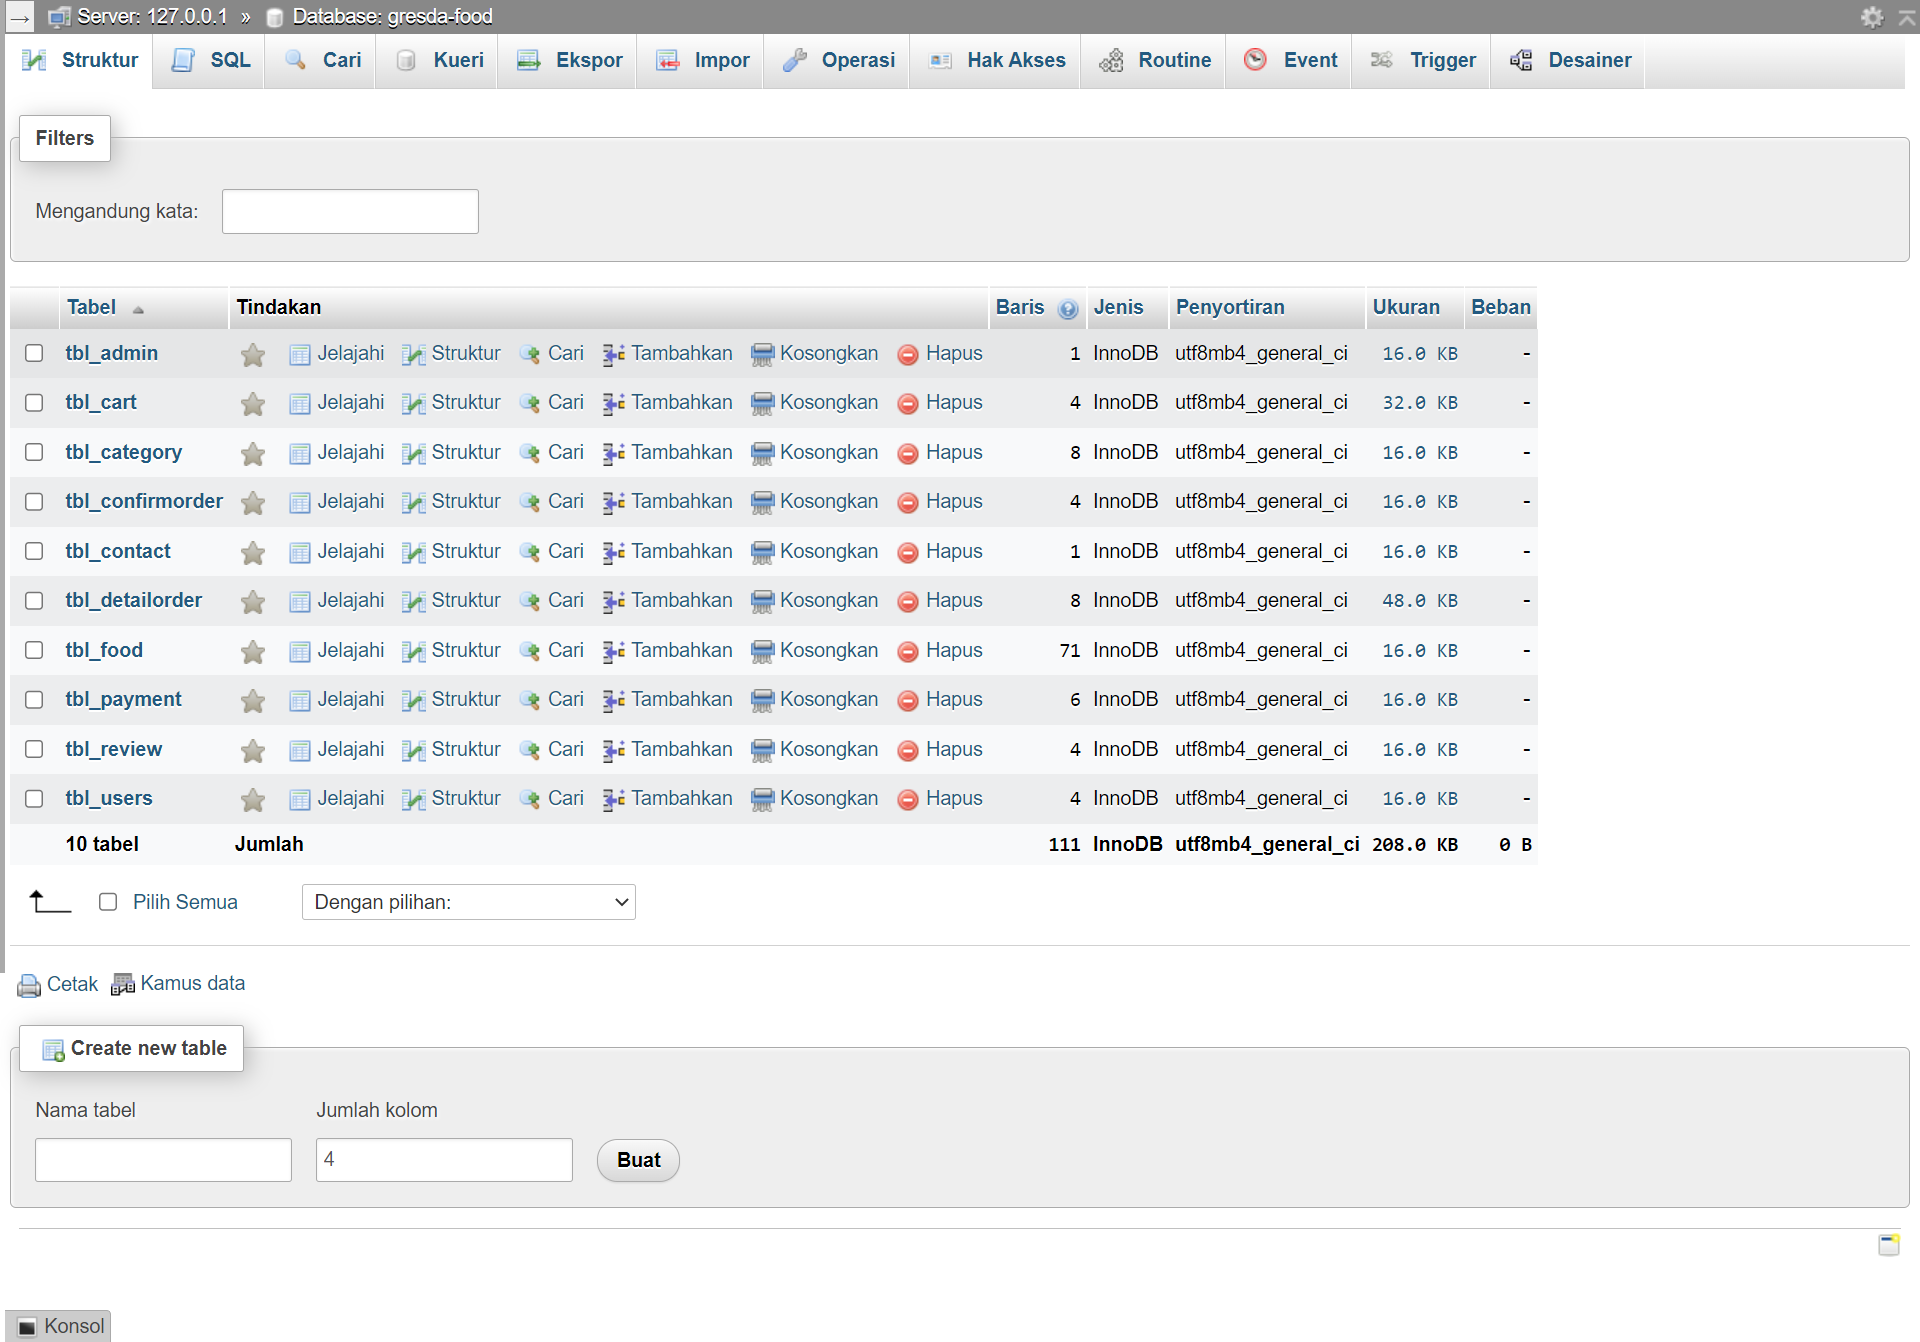 Server: 127.0.0.1 » Database: gresda-food
Struktur SQL Cari Kueri Ekspor Impor Operasi Hak Akses Routine Event Trigger Desainer
Filters
Mengandung kata:
Tabel Tindakan Baris Jenis Penyortiran Ukuran Beban
tbl_admin Jelajahi Struktur Cari Tambahkan Kosongkan Hapus 1 InnoDB utf8mb4_general_ci 16.0 KB -
tbl_cart Jelajahi Struktur Cari Tambahkan Kosongkan Hapus 4 InnoDB utf8mb4_general_ci 32.0 KB -
tbl_category Jelajahi Struktur Cari Tambahkan Kosongkan Hapus 8 InnoDB utf8mb4_general_ci 16.0 KB -
tbl_confirmorder Jelajahi Struktur Cari Tambahkan Kosongkan Hapus 4 InnoDB utf8mb4_general_ci 16.0 KB -
tbl_contact Jelajahi Struktur Cari Tambahkan Kosongkan Hapus 1 InnoDB utf8mb4_general_ci 16.0 KB -
tbl_detailorder Jelajahi Struktur Cari Tambahkan Kosongkan Hapus 8 InnoDB utf8mb4_general_ci 48.0 KB -
tbl_food Jelajahi Struktur Cari Tambahkan Kosongkan Hapus 71 InnoDB utf8mb4_general_ci 16.0 KB -
tbl_payment Jelajahi Struktur Cari Tambahkan Kosongkan Hapus 6 InnoDB utf8mb4_general_ci 16.0 KB -
tbl_review Jelajahi Struktur Cari Tambahkan Kosongkan Hapus 4 InnoDB utf8mb4_general_ci 16.0 KB -
tbl_users Jelajahi Struktur Cari Tambahkan Kosongkan Hapus 4 InnoDB utf8mb4_general_ci 16.0 KB -
10 tabel Jumlah 111 InnoDB utf8mb4_general_ci 208.0 KB 0 B
Pilih Semua Dengan pilihan:
Cetak Kamus data
Create new table
Nama tabel Jumlah kolom
4 Buat
Konsol